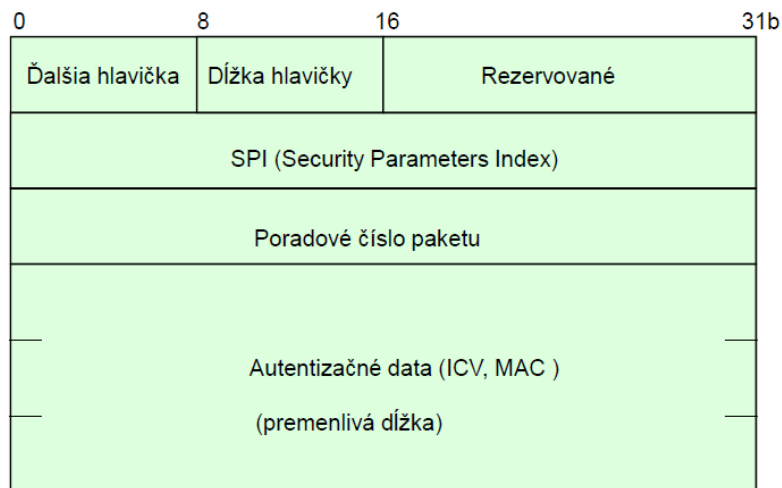 0 8 16 31b
Ďalšia hlavička Dĺžka hlavičky Rezervované
SPI (Security Parameters Index)
Poradové číslo paketu
Autentizačné data (ICV, MAC )
(premenlivá dĺžka)